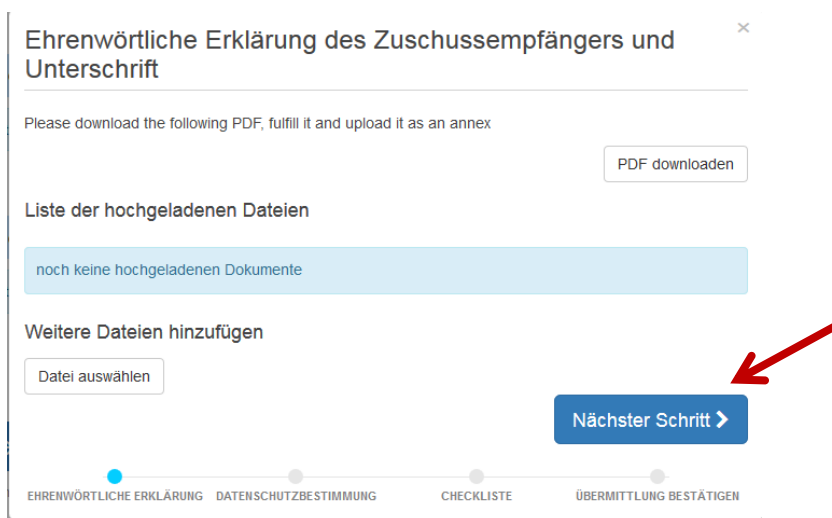 Ehrenwörtliche Erklärung des Zuschussempfängers und
Unterschrift
×
Please download the following PDF, fulfill it and upload it as an annex
PDF downloaden
Liste der hochgeladenen Dateien
noch keine hochgeladenen Dokumente
Weitere Dateien hinzufügen
Datei auswählen
Nächster Schritt
EHRENWÖRTLICHE ERKLÄRUNG DATENSCHUTZBESTIMMUNG CHECKLISTE ÜBERMITTLUNG BESTÄTIGEN